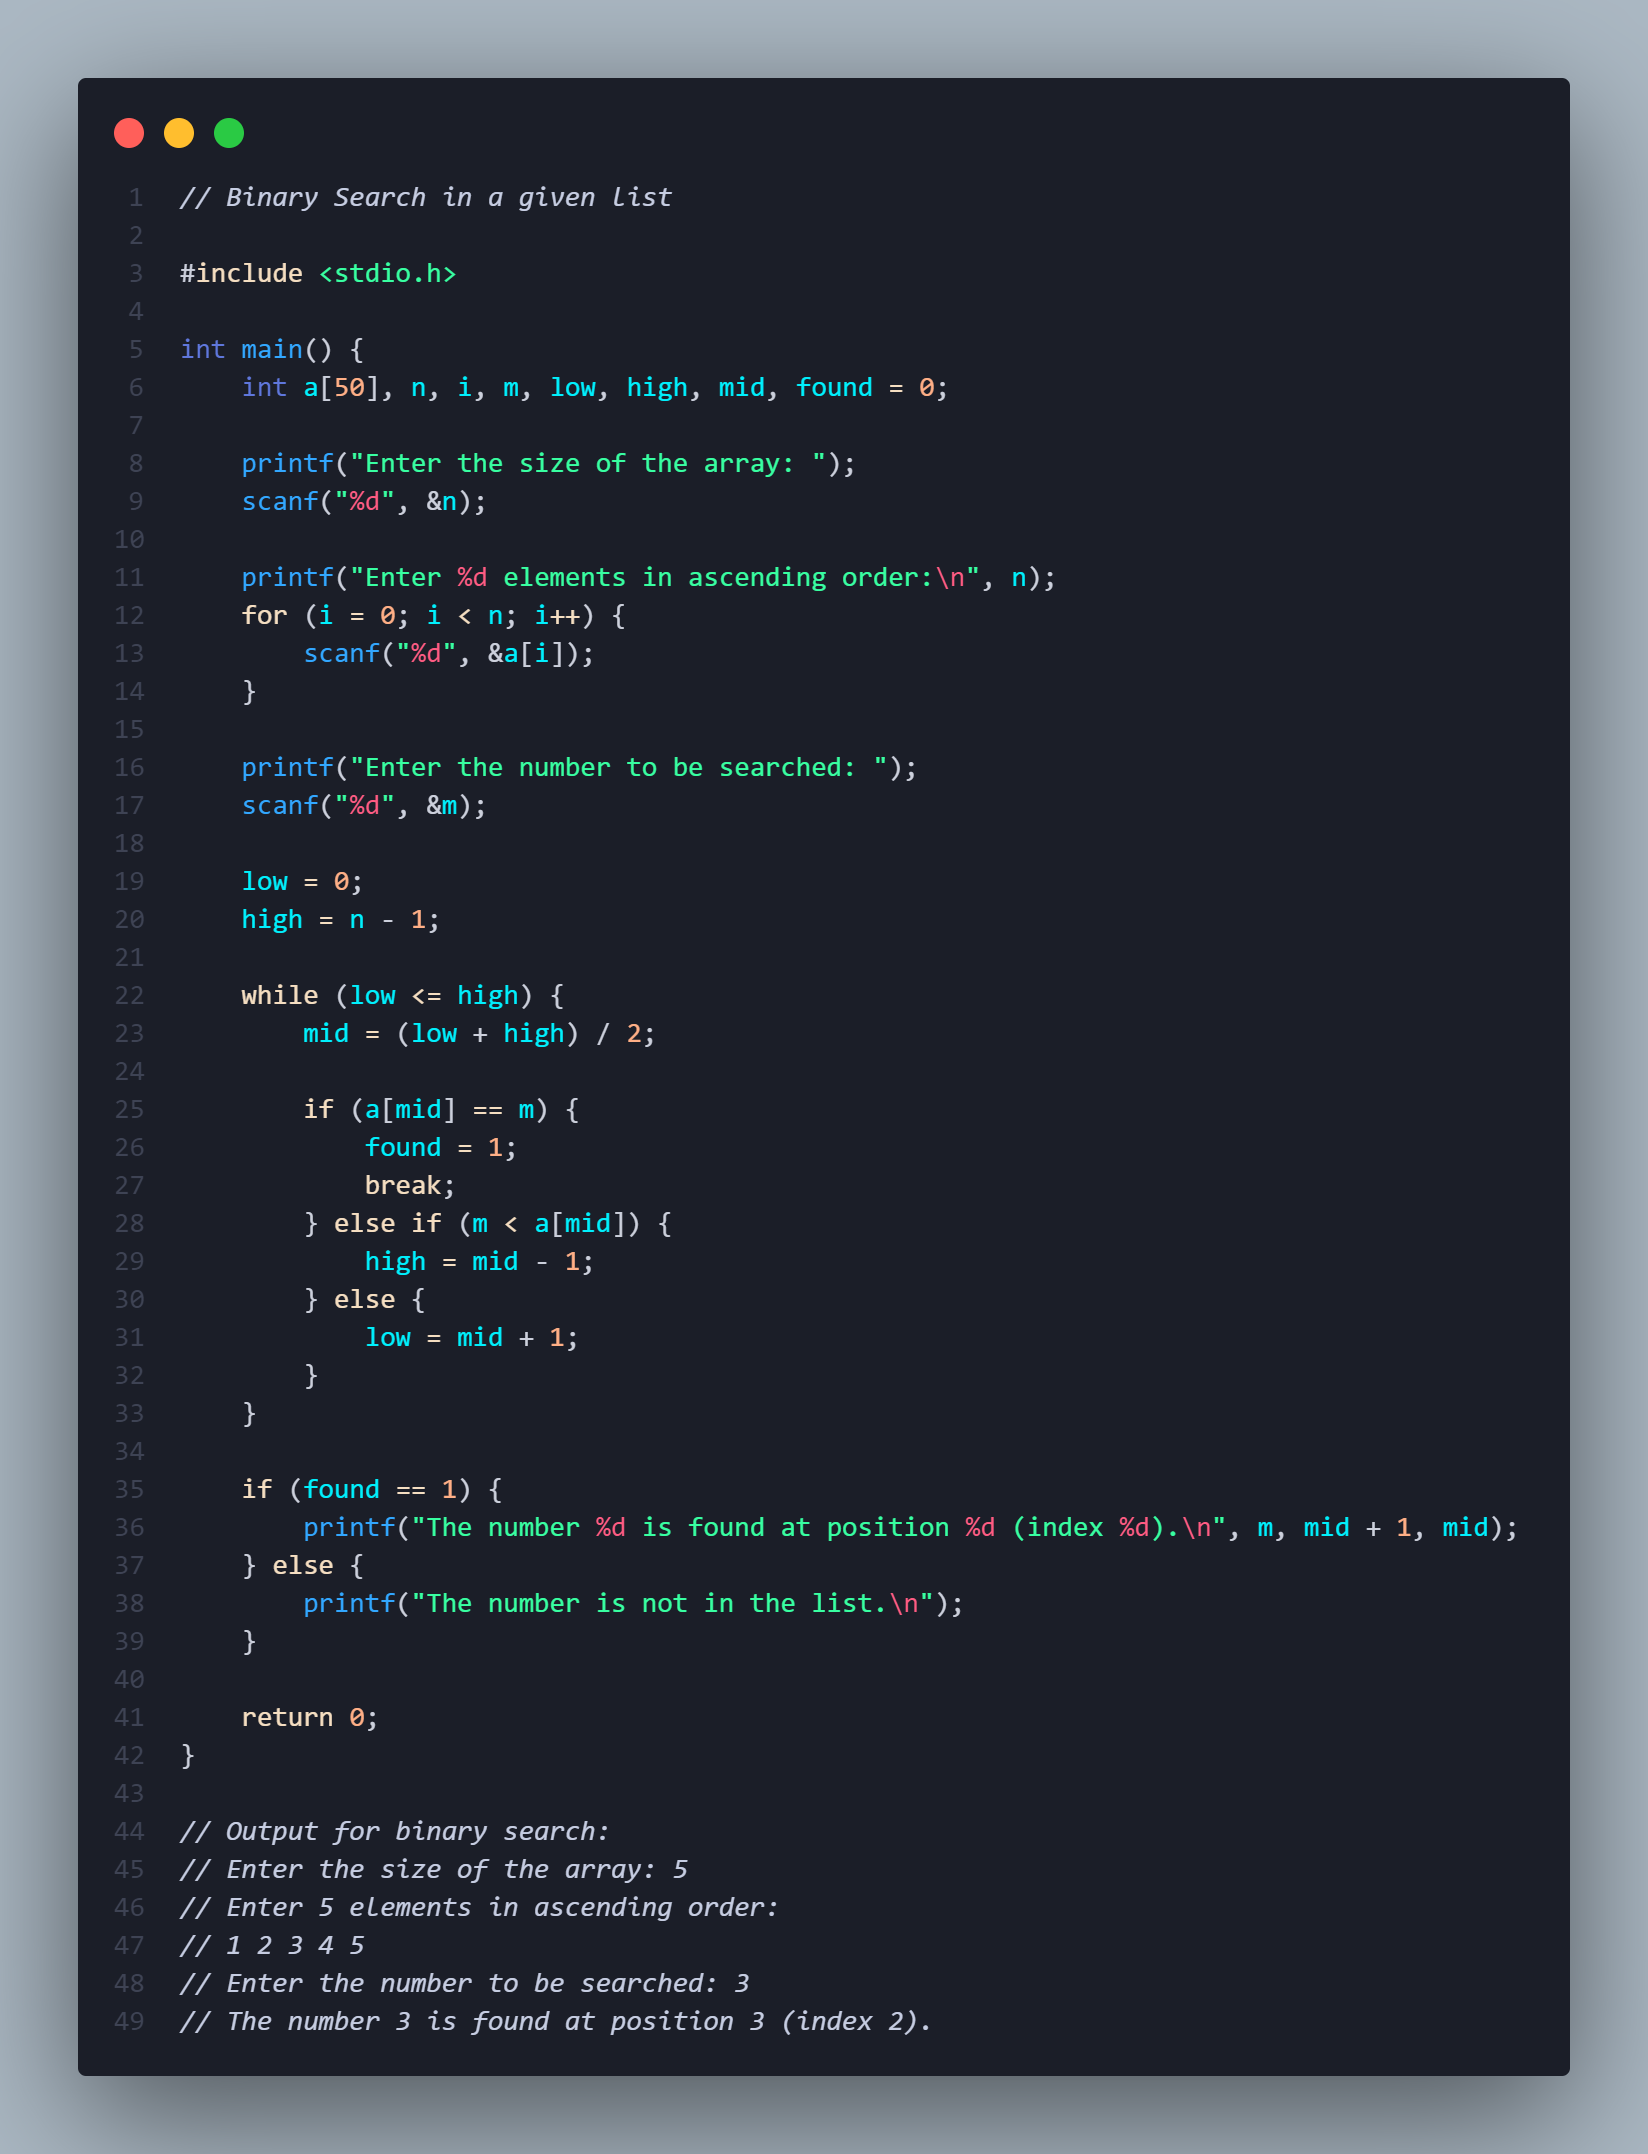 1 // Binary Search in a given list
2
3 #include <stdio.h>
4
5 int main() {
6     int a[50], n, i, m, low, high, mid, found = 0;
7
8     printf("Enter the size of the array: ");
9     scanf("%d", &n);
10
11     printf("Enter %d elements in ascending order:\n", n);
12     for (i = 0; i < n; i++) {
13         scanf("%d", &a[i]);
14     }
15
16     printf("Enter the number to be searched: ");
17     scanf("%d", &m);
18
19     low = 0;
20     high = n - 1;
21
22     while (low <= high) {
23         mid = (low + high) / 2;
24
25         if (a[mid] == m) {
26             found = 1;
27             break;
28         } else if (m < a[mid]) {
29             high = mid - 1;
30         } else {
31             low = mid + 1;
32         }
33     }
34
35     if (found == 1) {
36         printf("The number %d is found at position %d (index %d).\n", m, mid + 1, mid);
37     } else {
38         printf("The number is not in the list.\n");
39     }
40
41     return 0;
42 }
43
44 // Output for binary search:
45 // Enter the size of the array: 5
46 // Enter 5 elements in ascending order:
47 // 1 2 3 4 5
48 // Enter the number to be searched: 3
49 // The number 3 is found at position 3 (index 2).